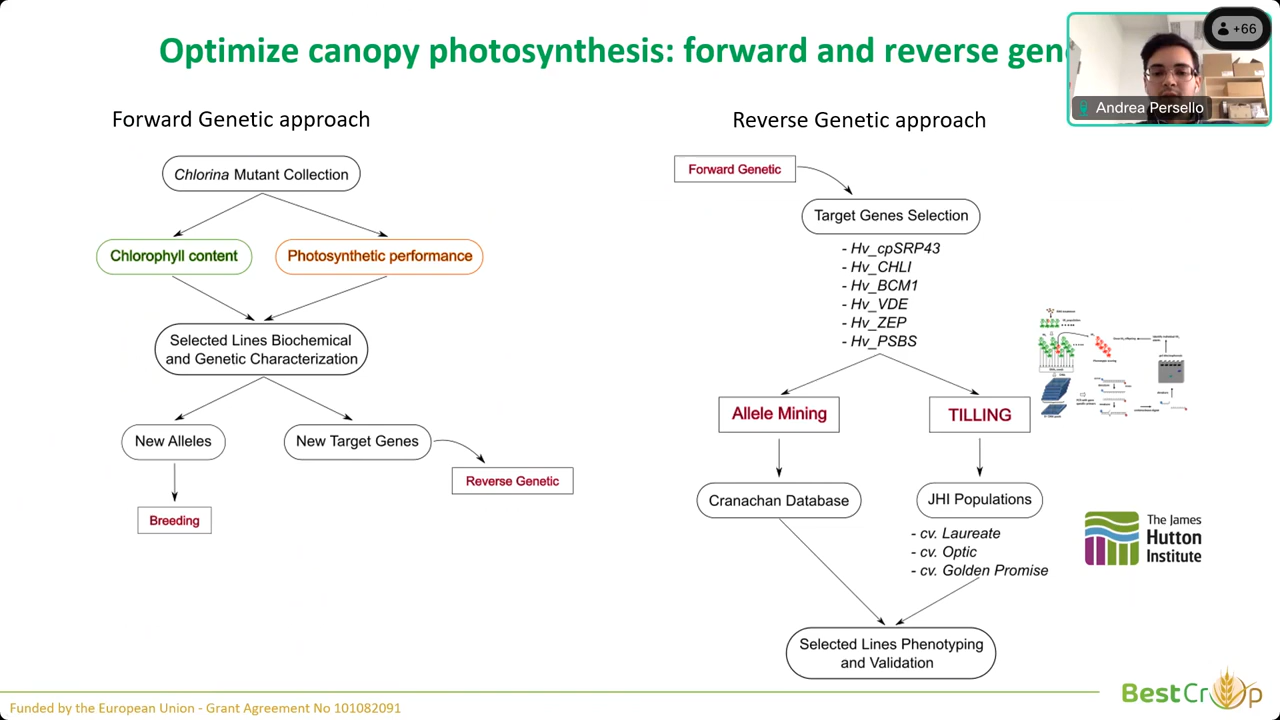 Optimize canopy photosynthesis: forward and reverse gen
+66
Andrea Persello
Forward Genetic approach
Chlorina Mutant Collection
Chlorophyll content
Photosynthetic performance
Selected Lines Biochemical
and Genetic Characterization
New Alleles
New Target Genes
Breeding
Reverse Genetic
Reverse Genetic approach
Forward Genetic
Target Genes Selection
- Hv_cpSRP43
- Hv_CHLI
- Hv_BCM1
- Hv_VDE
- Hv_ZEP
- Hv_PSBS
Allele Mining
TILLING
Cranachan Database
JHI Populations
- cv. Laureate
- cv. Optic
- cv. Golden Promise
The James
Hutton
Institute
Selected Lines Phenotyping
and Validation
Funded by the European Union - Grant Agreement No 101082091
BestCrop